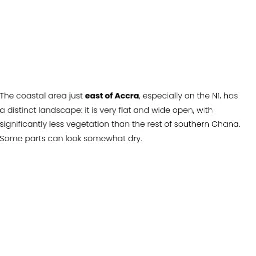 The coastal area just east of Accra, especially on the N1, has
a distinct landscape: it is very flat and wide open, with
significantly less vegetation than the rest of southern Ghana.
Some parts can look somewhat dry.